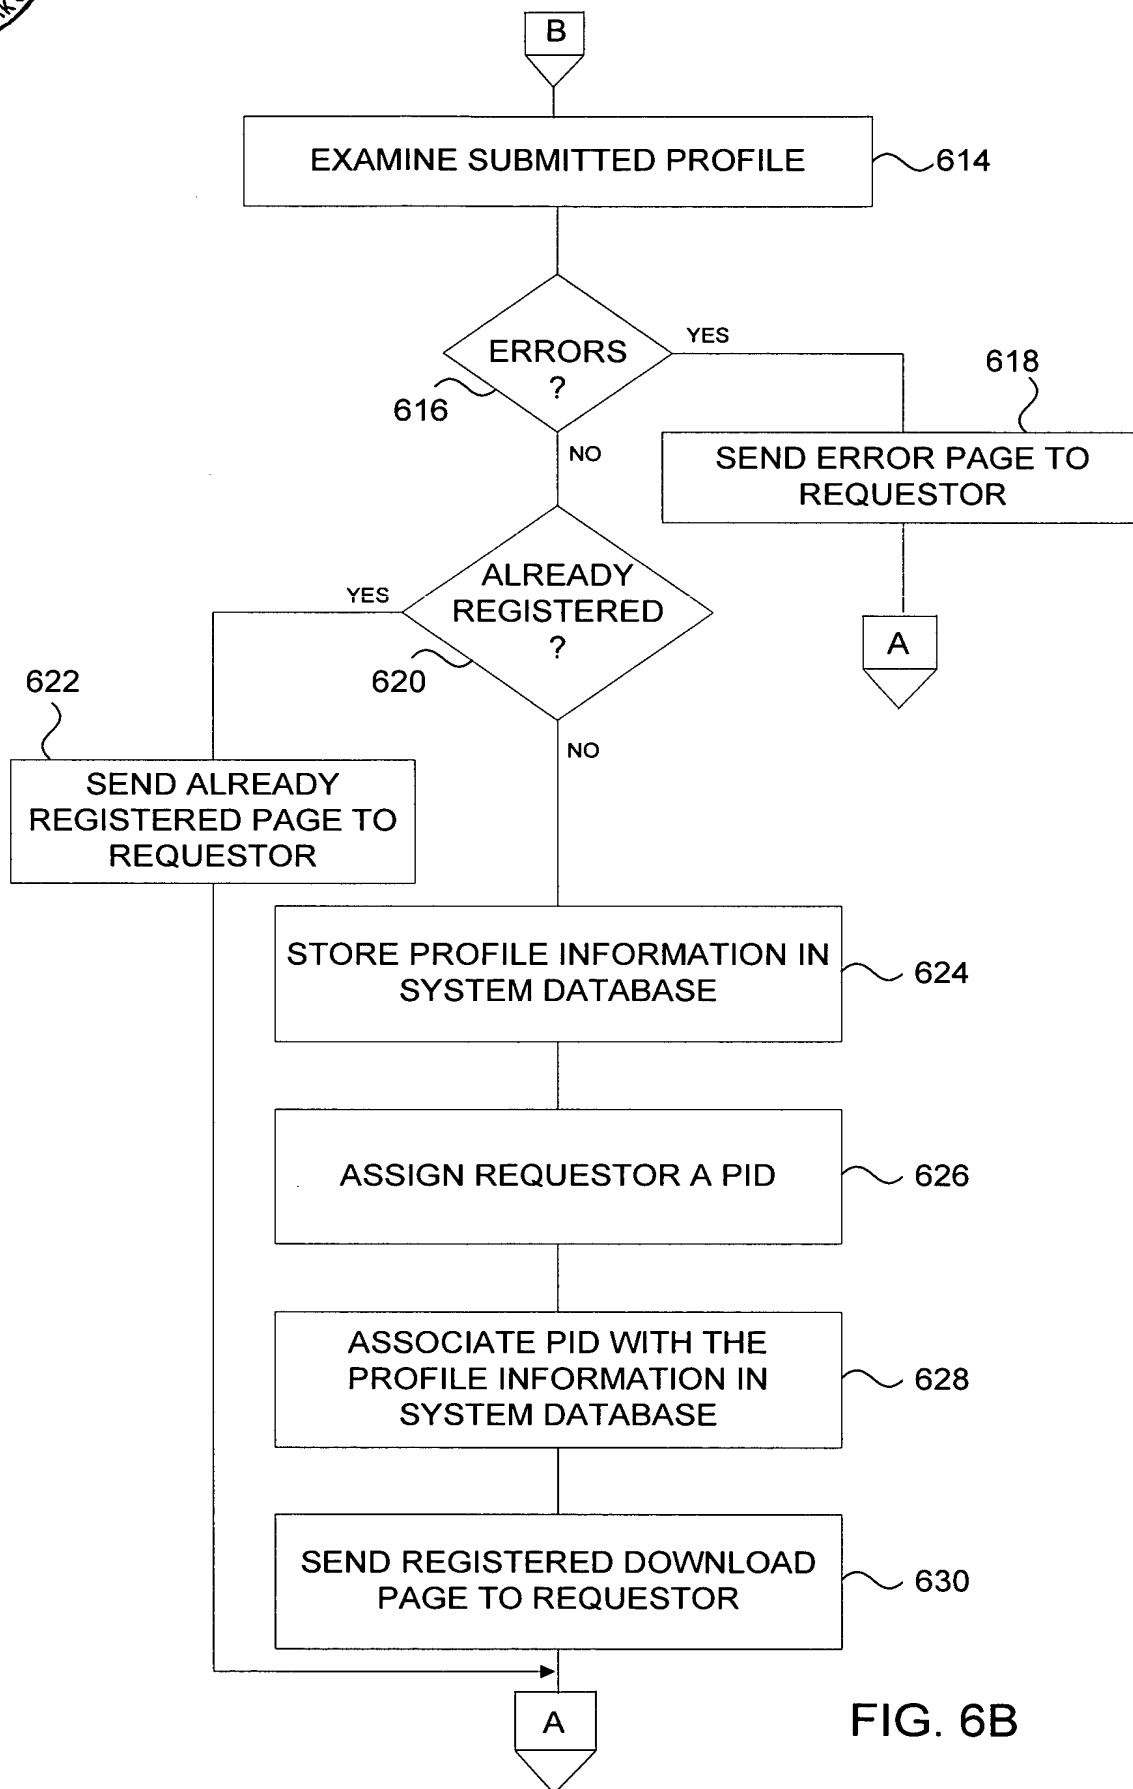 B
EXAMINE SUBMITTED PROFILE
614
ERRORS
?
616
YES
NO
618
SEND ERROR PAGE TO
REQUESTOR
A
ALREADY
REGISTERED
?
620
YES
NO
622
SEND ALREADY
REGISTERED PAGE TO
REQUESTOR
STORE PROFILE INFORMATION IN
SYSTEM DATABASE
624
ASSIGN REQUESTOR A PID
626
ASSOCIATE PID WITH THE
PROFILE INFORMATION IN
SYSTEM DATABASE
628
SEND REGISTERED DOWNLOAD
PAGE TO REQUESTOR
630
A
FIG. 6B